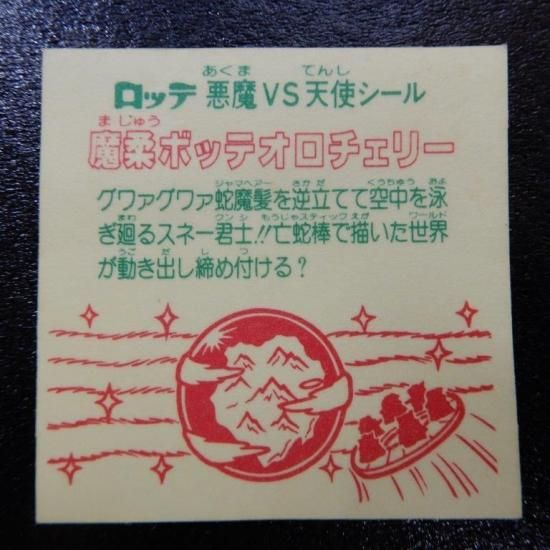 ロッテ 悪魔VS天使シール
魔柔ボッテオロチェリー
グワァグワァ蛇魔髪を逆立てて空中を泳
ぎ廻るスネー君士!!亡蛇棒で描いた世界
が動き出し締め付ける?